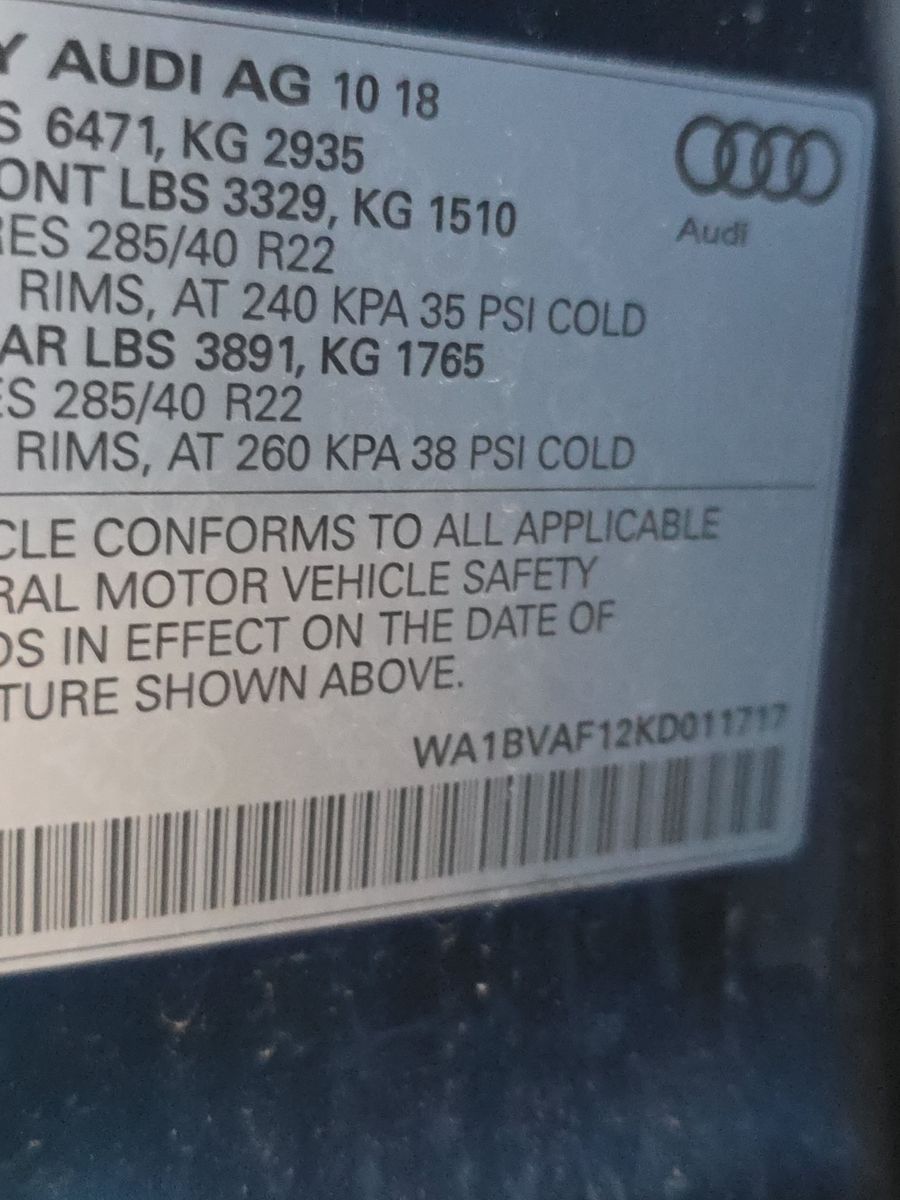 Y AUDI AG 10 18
S 6471, KG 2935
ONT LBS 3329, KG 1510
RES 285/40 R22
RIMS, AT 240 KPA 35 PSI COLD
AR LBS 3891, KG 1765
ES 285/40 R22
RIMS, AT 260 KPA 38 PSI COLD
CLE CONFORMS TO ALL APPLICABLE
RAL MOTOR VEHICLE SAFETY
DS IN EFFECT ON THE DATE OF
TURE SHOWN ABOVE.
WA1BVAF12KD011717
Audi